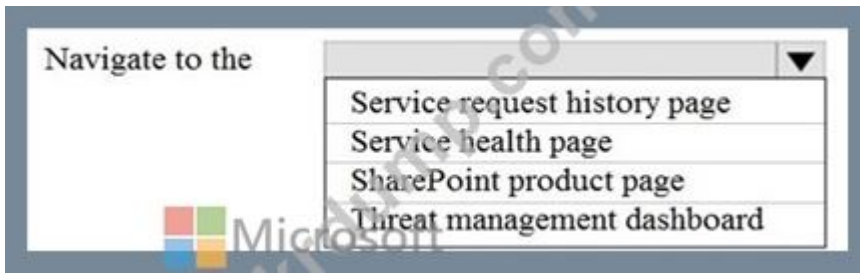 Navigate to the
Service request history page
Service health page
SharePoint product page
Threat management dashboard
Microsoft